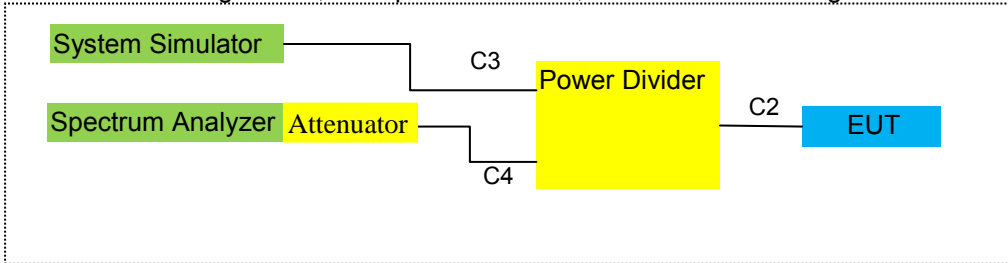 System Simulator
C3
Power Divider
C2
Spectrum Analyzer Attenuator
EUT
C4